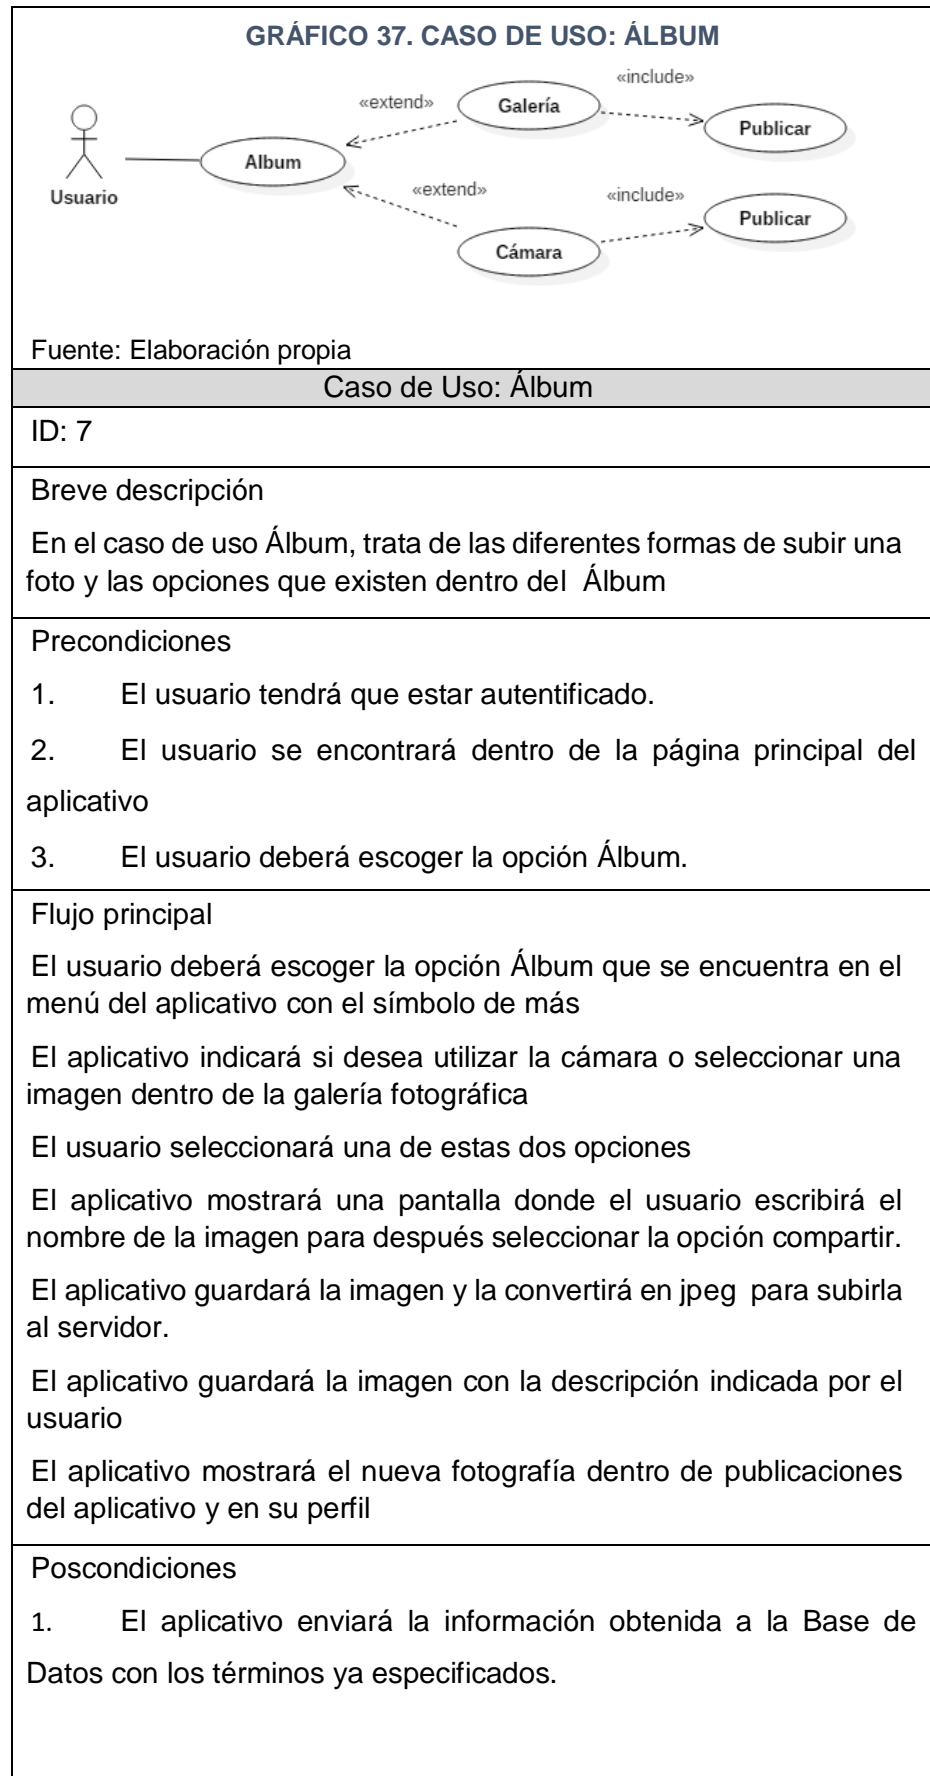 GRÁFICO 37. CASO DE USO: ÁLBUM
«include»
«extend»
Galería
Publicar
Album
Usuario
«extend»
«include»
Publicar
Cámara
Fuente: Elaboración propia
Caso de Uso: Álbum
ID: 7
Breve descripción
En el caso de uso Álbum, trata de las diferentes formas de subir una
foto y las opciones que existen dentro del Álbum
Precondiciones
1. El usuario tendrá que estar autentificado.
2. El usuario se encontrará dentro de la página principal del
aplicativo
3. El usuario deberá escoger la opción Álbum.
Flujo principal
El usuario deberá escoger la opción Álbum que se encuentra en el
menú del aplicativo con el símbolo de más
El aplicativo indicará si desea utilizar la cámara o seleccionar una
imagen dentro de la galería fotográfica
El usuario seleccionará una de estas dos opciones
El aplicativo mostrará una pantalla donde el usuario escribirá el
nombre de la imagen para después seleccionar la opción compartir.
El aplicativo guardará la imagen y la convertirá en jpeg para subirla
al servidor.
El aplicativo guardará la imagen con la descripción indicada por el
usuario
El aplicativo mostrará el nueva fotografía dentro de publicaciones
del aplicativo y en su perfil
Poscondiciones
1. El aplicativo enviará la información obtenida a la Base de
Datos con los términos ya especificados.